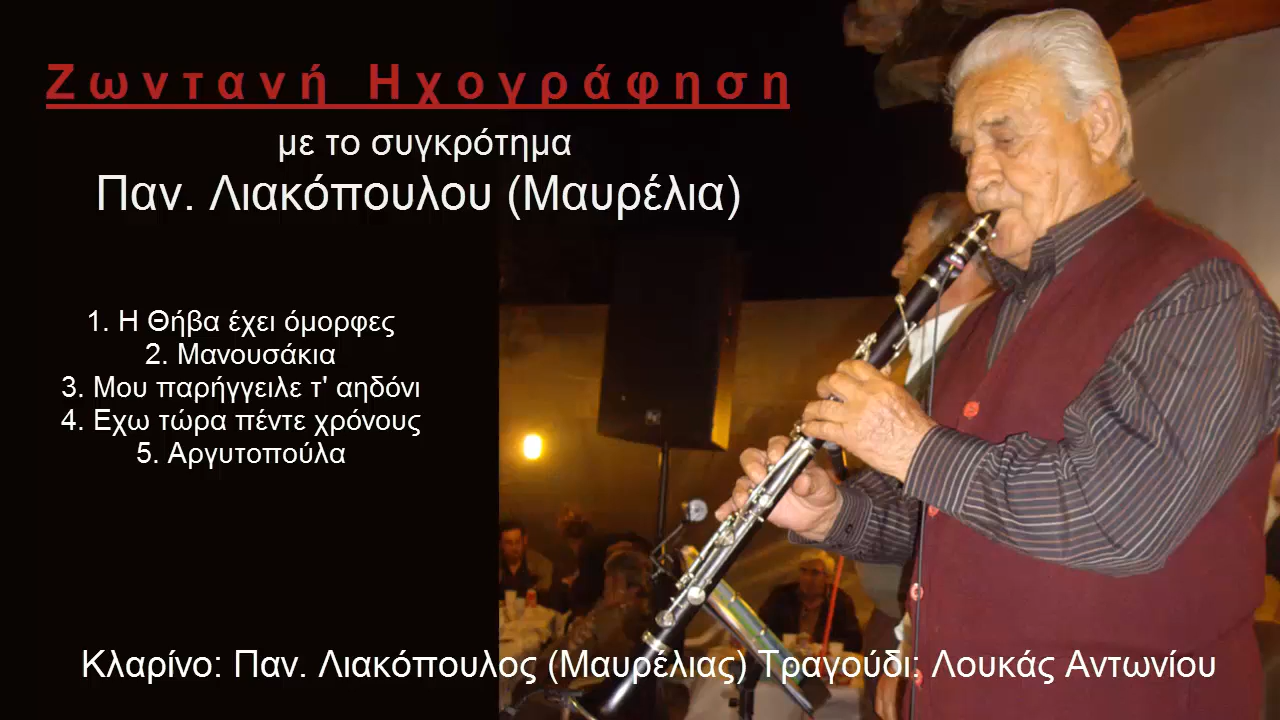 Ζωντανή Ηχογράφηση
με το συγκρότημα
Παν. Λιακόπουλου (Μαυρέλια)
1. Η Θήβα έχει όμορφες
2. Μανουσάκια
3. Μου παρήγγειλε τ' αηδόνι
4. Εχω τώρα πέντε χρόνους
5. Αργυτοπούλα
Κλαρίνο: Παν. Λιακόπουλος (Μαυρέλιας) Τραγούδι: Λουκάς Αντωνίου